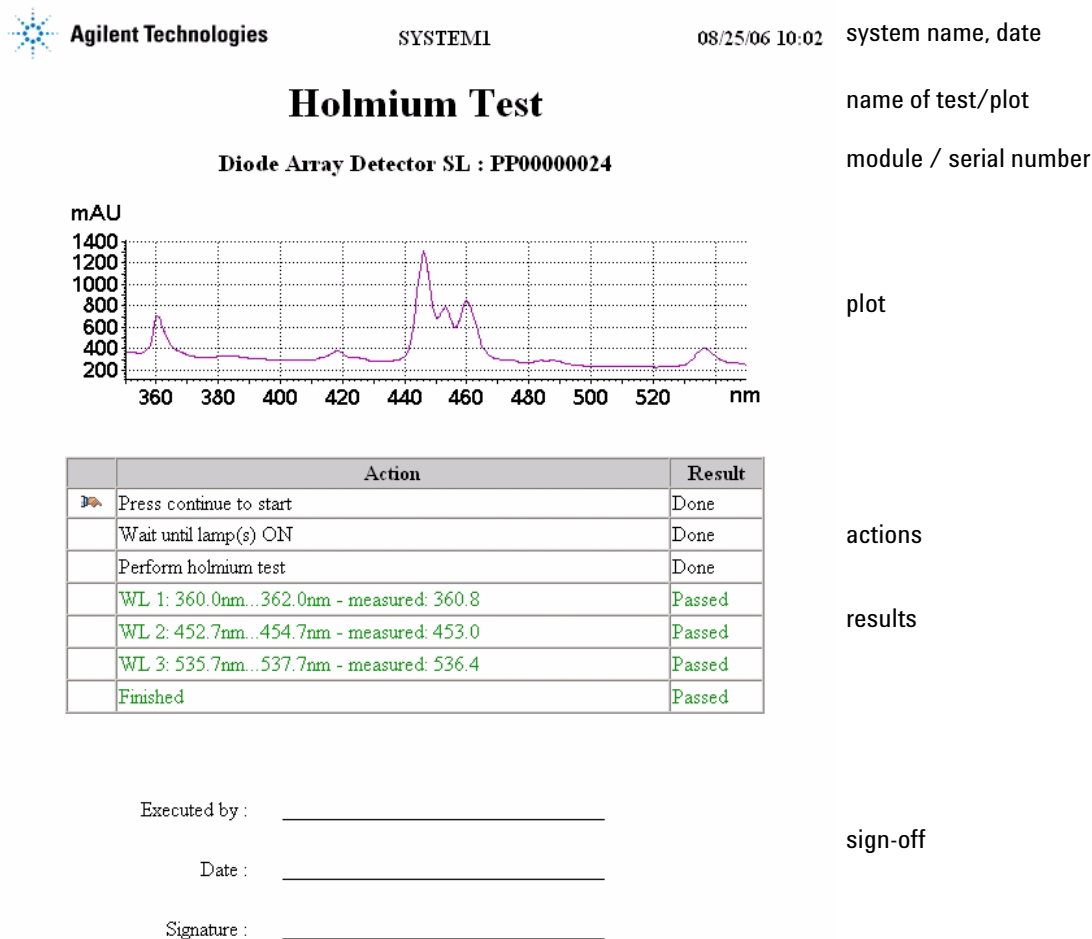 Agilent Technologies SYSTEM1 08/25/06 10:02 system name, date
Holmium Test name of test/plot
Diode Array Detector SL : PP00000024 module / serial number
mAU
1400
1200
1000
800
600
400
200
plot
360 380 400 420 440 460 480 500 520 nm
Action Result
Press continue to start Done
Wait until lamp(s) ON Done
actions
Perform holmium test Done
WL 1: 360.0nm...362.0nm - measured: 360.8 Passed
results
WL 2: 452.7nm...454.7nm - measured: 453.0 Passed
WL 3: 535.7nm...537.7nm - measured: 536.4 Passed
Finished Passed
Executed by :
sign-off
Date :
Signature :